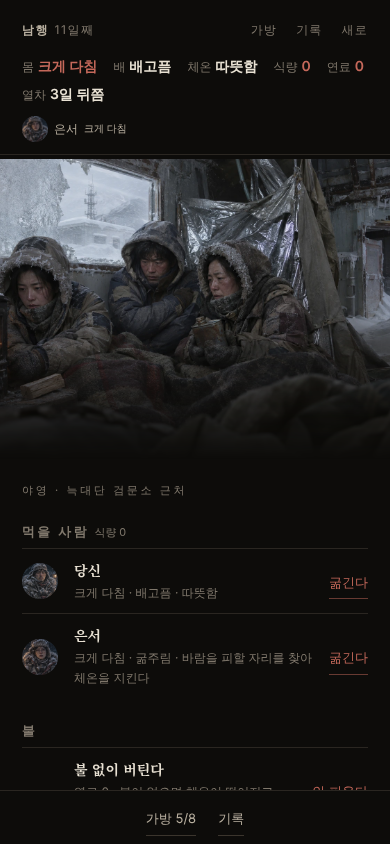 남행 11일째 가방 기록 새로
몸 크게 다침 배 배고픔 체온 따뜻함 식량 0 연료 0
열차 3일 뒤쯤
은서 크게 다침
야영 · 늑대단 검문소 근처
먹을 사람 식량 0
당신
크게 다침 · 배고픔 · 따뜻함
굶긴다
은서
크게 다침 · 굶주림 · 바람을 피할 자리를 찾아
체온을 지킨다
굶긴다
불
불 없이 버틴다
가방 5/8 기록